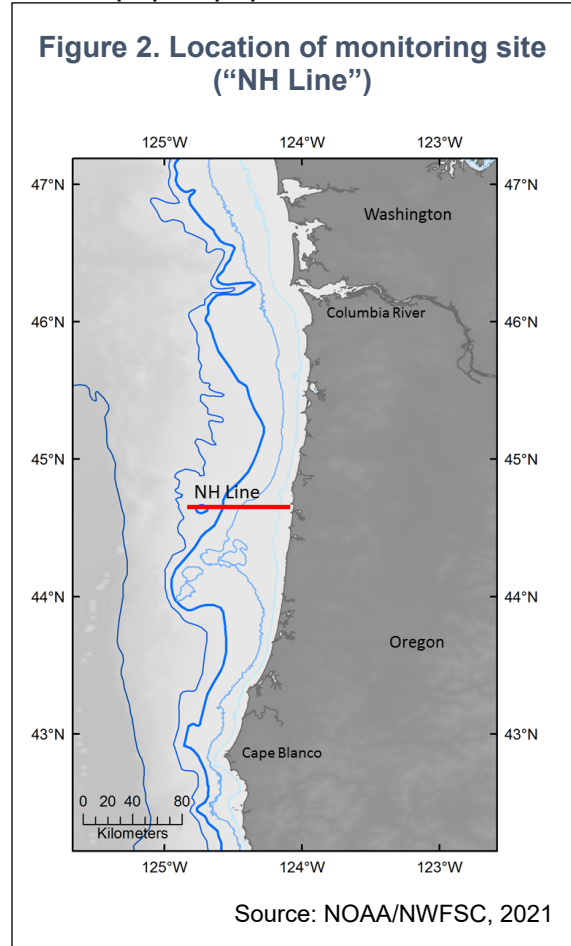 Figure 2. Location of monitoring site
(“NH Line”)
125°W 124°W 123°W
47°N 47°N
Washington
46°N 46°N
Columbia River
45°N 45°N
NH Line
44°N 44°N
Oregon
43°N 43°N
Cape Blanco
0 20 40 80
Kilometers
125°W 124°W 123°W
Source: NOAA/NWFSC, 2021